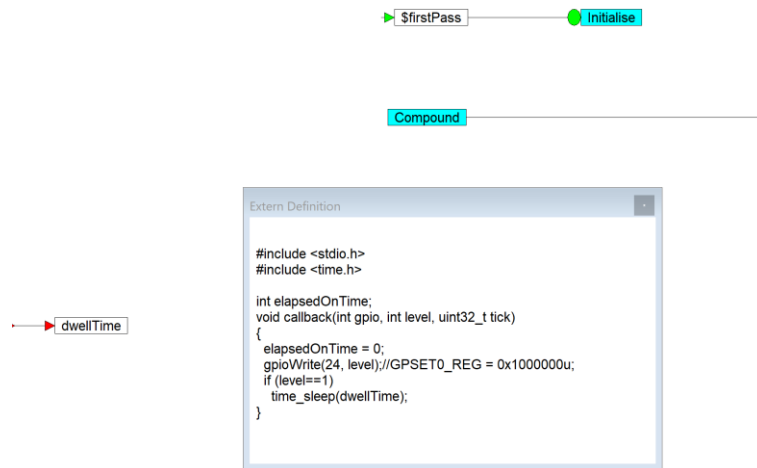 $firstPass
Initialise
Compound
Extern Definition
#include <stdio.h>
#include <time.h>
int elapsedOnTime;
void callback(int gpio, int level, uint32_t tick)
{
elapsedOnTime = 0;
gpioWrite(24, level);//GPSET0_REG = 0x1000000u;
if (level==1)
time_sleep(dwellTime);
}
dwellTime